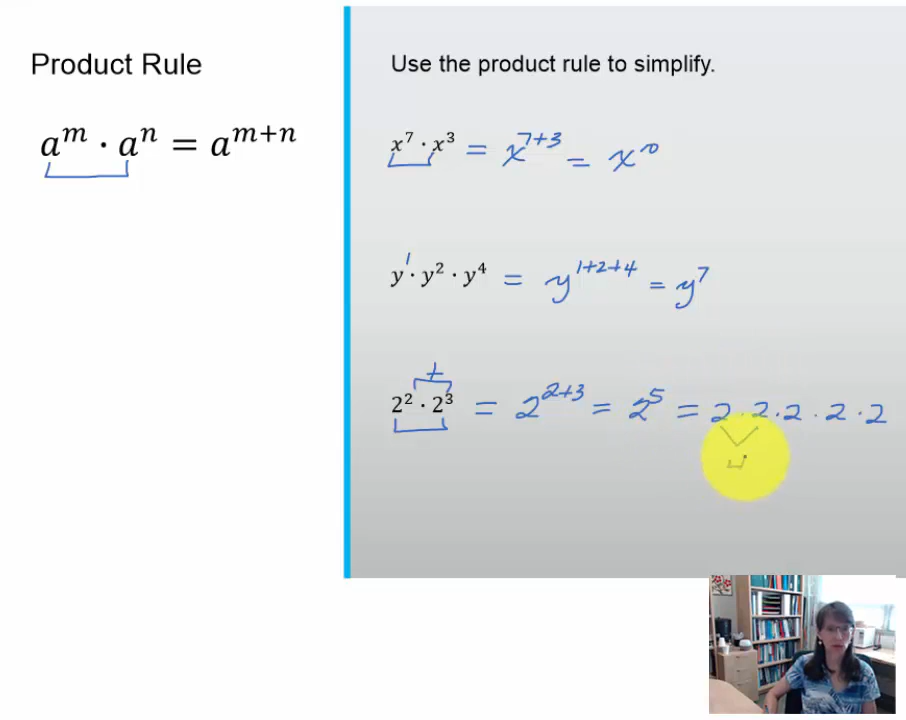 Product Rule
a^m · a^n = a^{m+n}
Use the product rule to simplify.
x^7 · x^3 = x^{7+3} = x^{10}
y^1 · y^2 · y^4 = y^{1+2+4} = y^7
+
2^2 · 2^3 = 2^{2+3} = 2^5 = 2 · 2 · 2 · 2 · 2